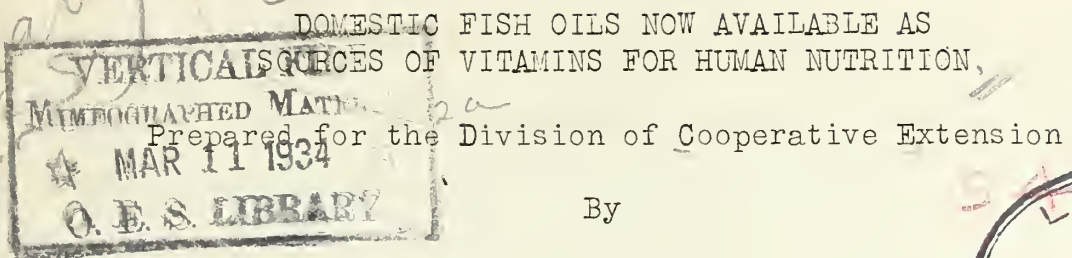 DOMESTIC FISH OILS NOW AVAILABLE AS
SOURCES OF VITAMINS FOR HUMAN NUTRITION,
Prepared for the Division of Cooperative Extension
By
VERTICAL
MIMEOGRAPHED
MAR 11 1934
O. E. S. LIBRARY